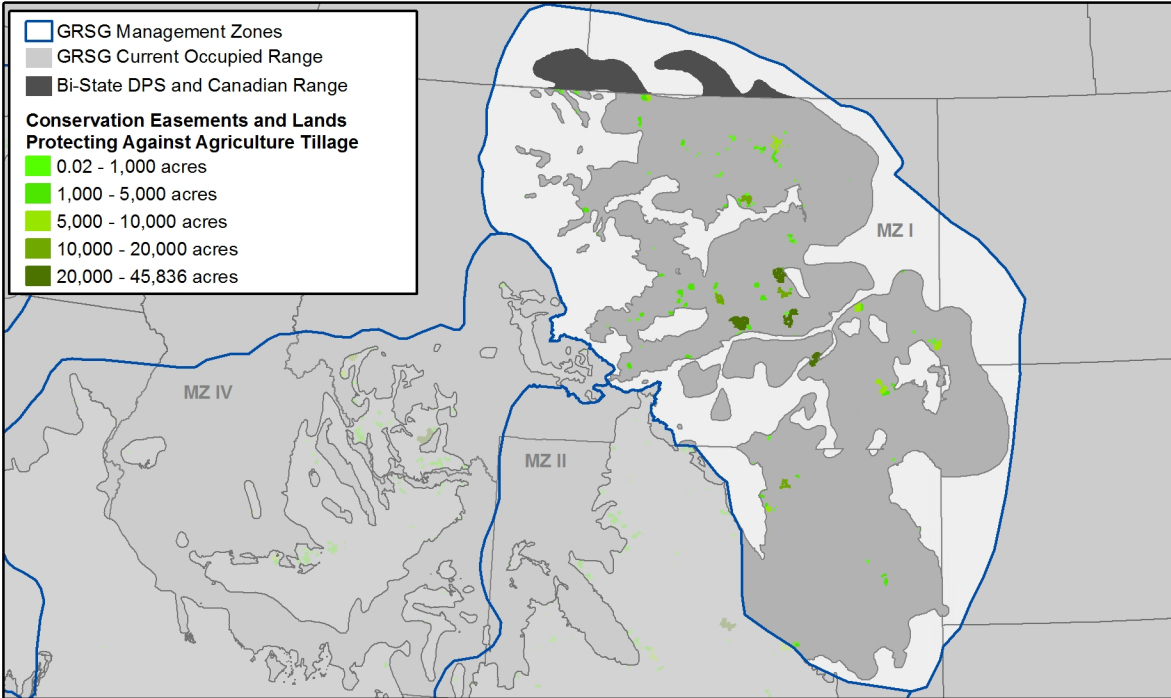 GRSG Management Zones
GRSG Current Occupied Range
Bi-State DPS and Canadian Range
Conservation Easements and Lands
Protecting Against Agriculture Tillage
0.02 - 1,000 acres
1,000 - 5,000 acres
5,000 - 10,000 acres
10,000 - 20,000 acres
20,000 - 45,836 acres
MZ I
MZ IV
MZ II